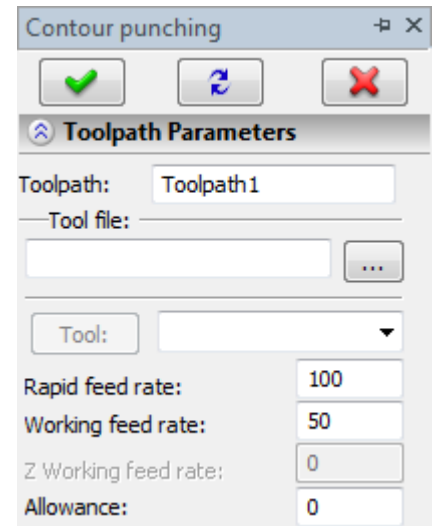 Contour punching
Toolpath Parameters
Toolpath: Toolpath1
Tool file:
...
Tool:
Rapid feed rate: 100
Working feed rate: 50
Z Working feed rate: 0
Allowance: 0